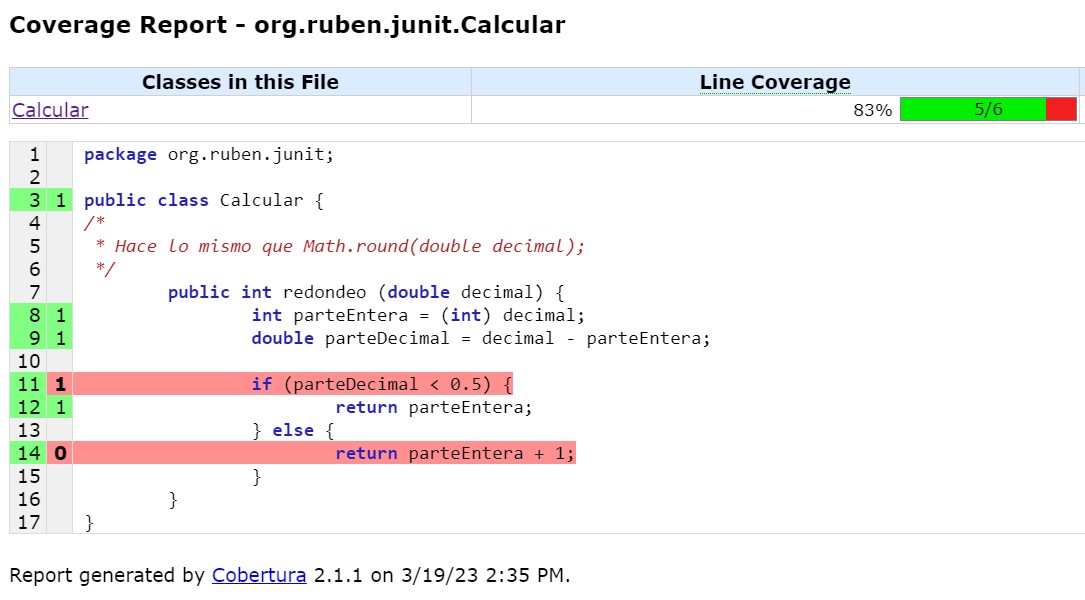 Coverage Report - org.ruben.junit.Calcular
Classes in this File Line Coverage
Calcular 83% 5/6
1 package org.ruben.junit;
2
3 1 public class Calcular {
4 /*
5 * Hace lo mismo que Math.round(double decimal);
6 */
7 public int redondeo (double decimal) {
8 1 int parteEntera = (int) decimal;
9 1 double parteDecimal = decimal - parteEntera;
10
11 1 if (parteDecimal < 0.5) {
12 1 return parteEntera;
13 } else {
14 0 return parteEntera + 1;
15 }
16 }
17 }
Report generated by Cobertura 2.1.1 on 3/19/23 2:35 PM.